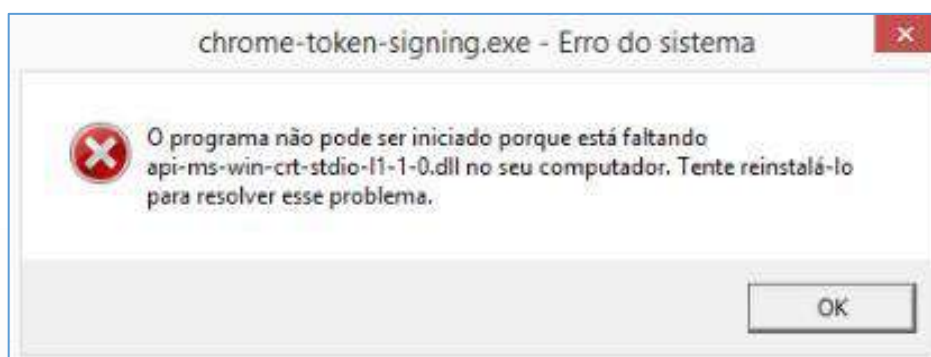 chrome-token-signing.exe - Erro do sistema
O programa não pode ser iniciado porque está faltando
api-ms-win-crt-stdio-l1-1-0.dll no seu computador. Tente reinstalá-lo
para resolver esse problema.
OK